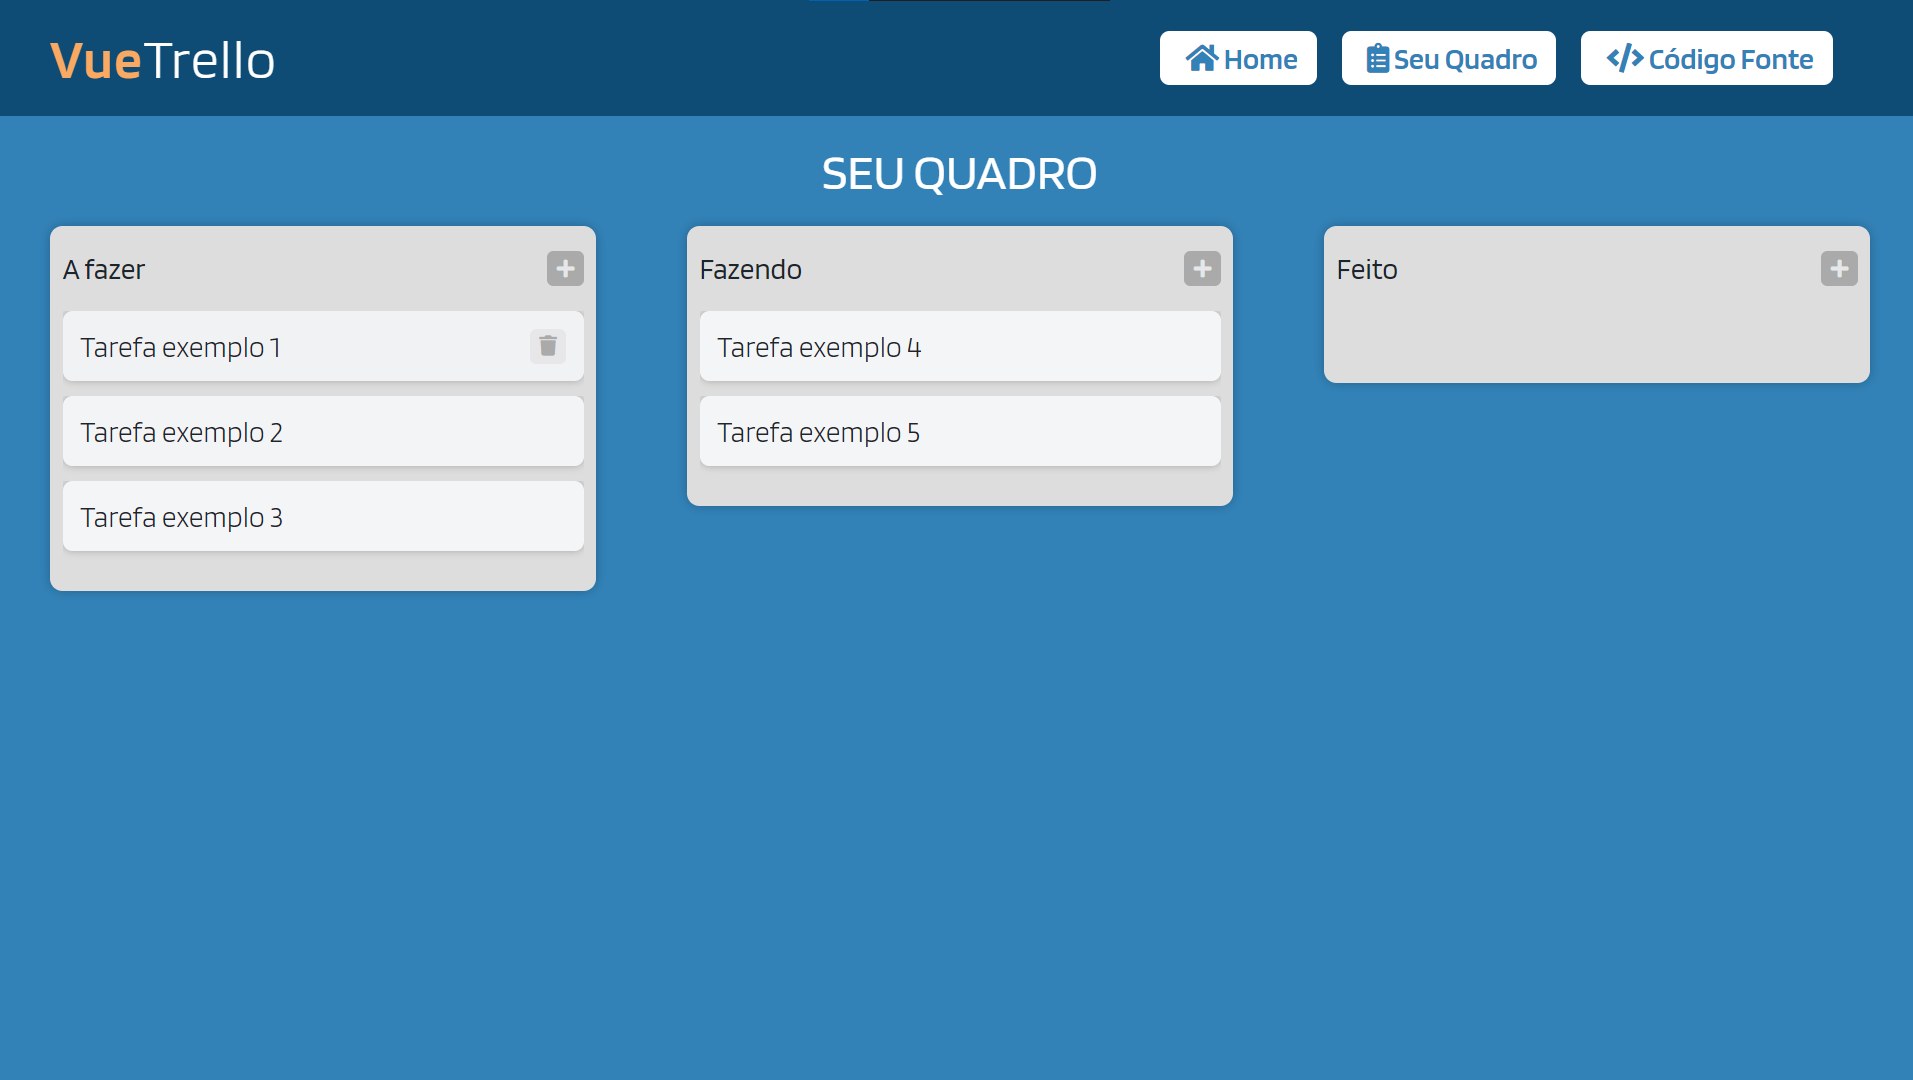 VueTrello
Home
Seu Quadro
Código Fonte
SEU QUADRO
A fazer
Tarefa exemplo 1
Tarefa exemplo 2
Tarefa exemplo 3
Fazendo
Tarefa exemplo 4
Tarefa exemplo 5
Feito